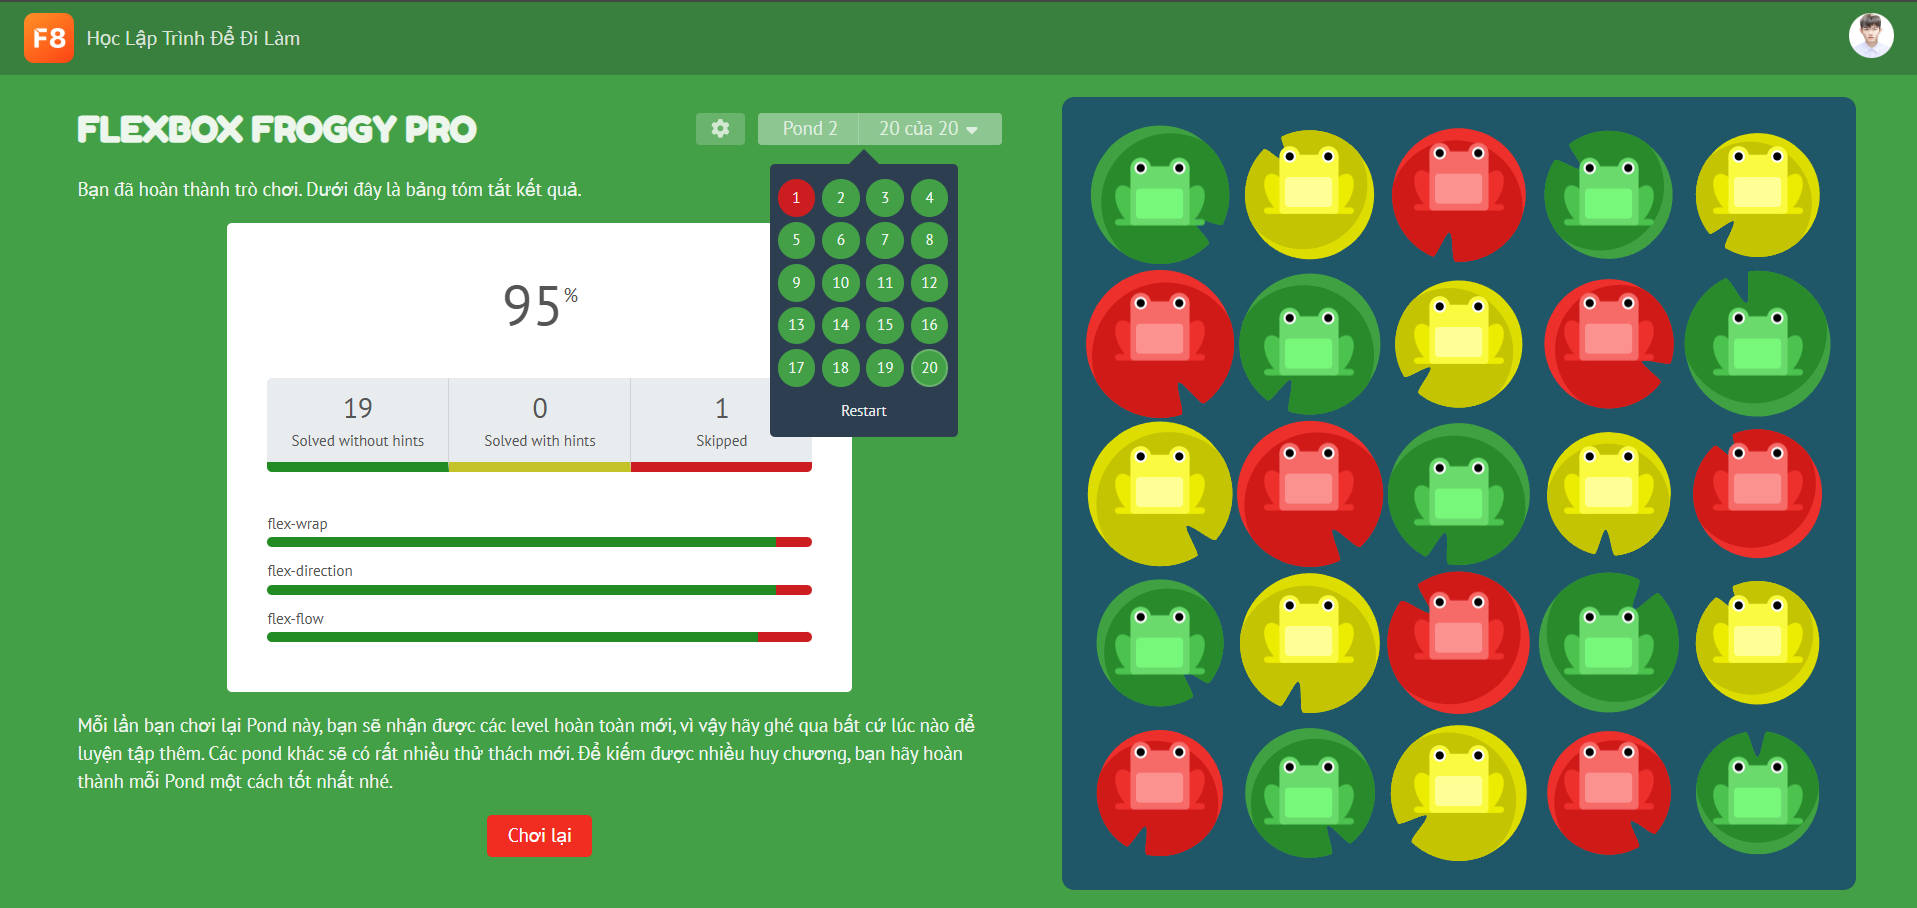 F8 Học Lập Trình Để Đi Làm
FLEXBOX FROGGY PRO
Pond 2 20 của 20
Bạn đã hoàn thành trò chơi. Dưới đây là bảng tóm tắt kết quả.
1 2 3 4
5 6 7 8
9 10 11 12
13 14 15 16
17 18 19 20
Restart
95%
19 0 1
Solved without hints Solved with hints Skipped
flex-wrap
flex-direction
flex-flow
Mỗi lần bạn chơi lại Pond này, bạn sẽ nhận được các level hoàn toàn mới, vì vậy hãy ghé qua bất cứ lúc nào để
luyện tập thêm. Các pond khác sẽ có rất nhiều thử thách mới. Để kiếm được nhiều huy chương, bạn hãy hoàn
thành mỗi Pond một cách tốt nhất nhé.
Chơi lại